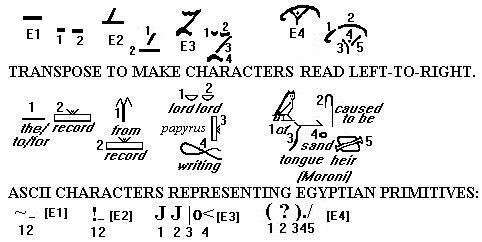 E1 1 2 E2 2 1 E3 1 2 3 4 E4 1 2 4 3 5
TRANSPOSE TO MAKE CHARACTERS READ LEFT-TO-RIGHT.
1 2 1 2 1 2 2 caused
the/ record from lord lord 1 of to be
to/for 2 papyrus 3 3 4 sand 5
record writing 4 tongue heir
(Moroni)
ASCII CHARACTERS REPRESENTING EGYPTIAN PRIMITIVES:
~_ [E1] !_ [E2] J J |o< [E3] ( ? )./ [E4]
12 12 1 2 3 4 1 2 345